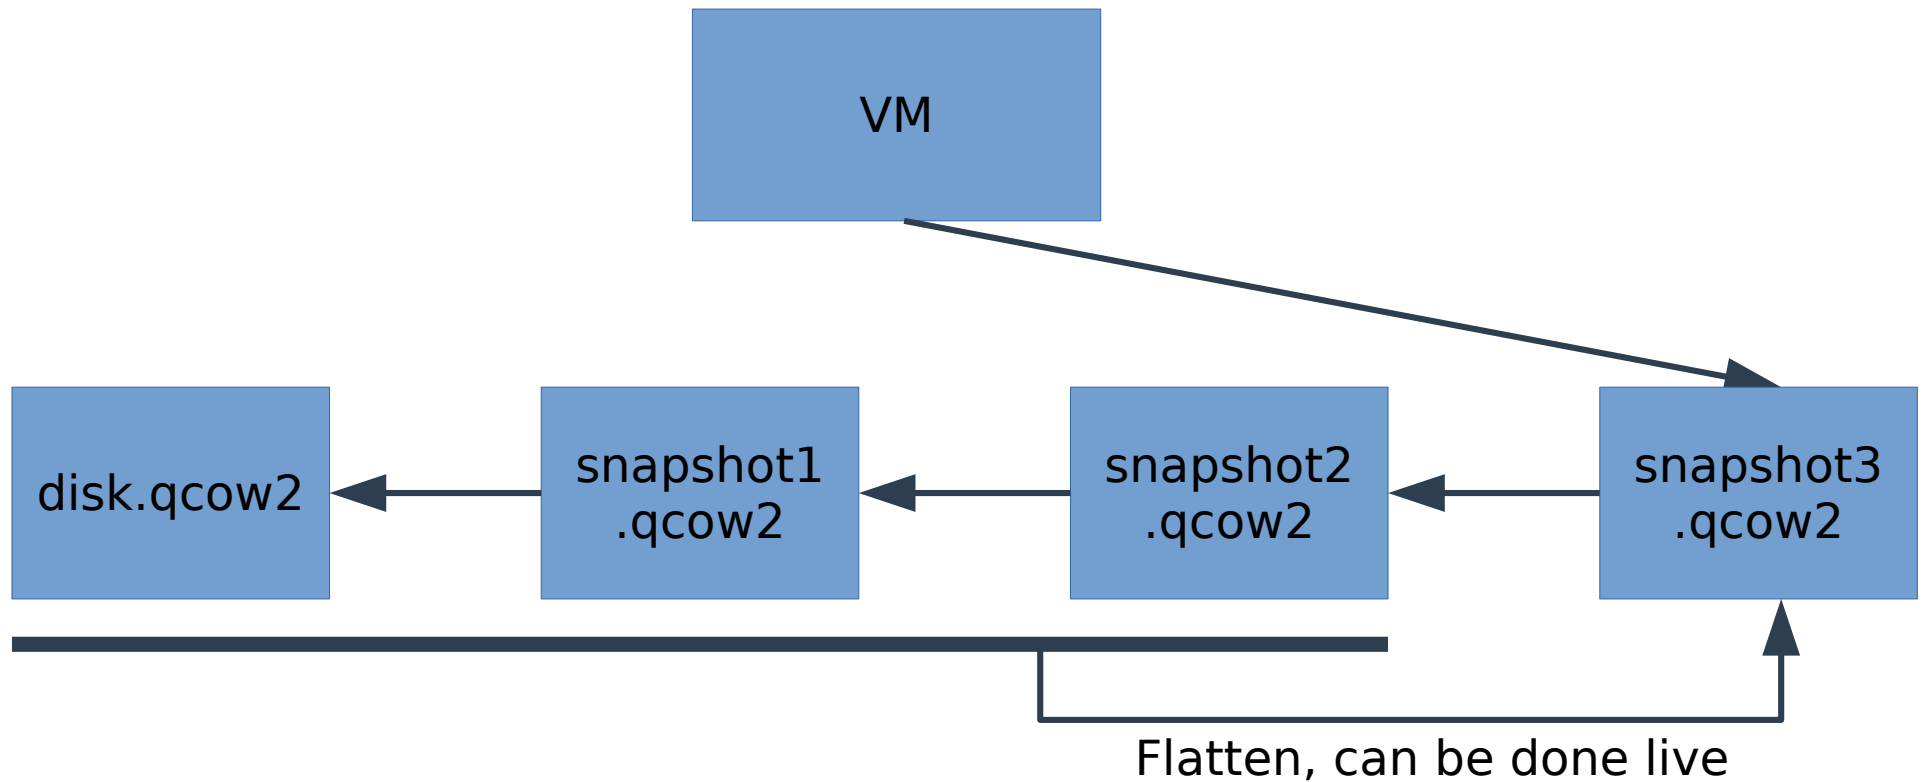 VM
disk.qcow2
snapshot1
.qcow2
snapshot2
.qcow2
snapshot3
.qcow2
Flatten, can be done live